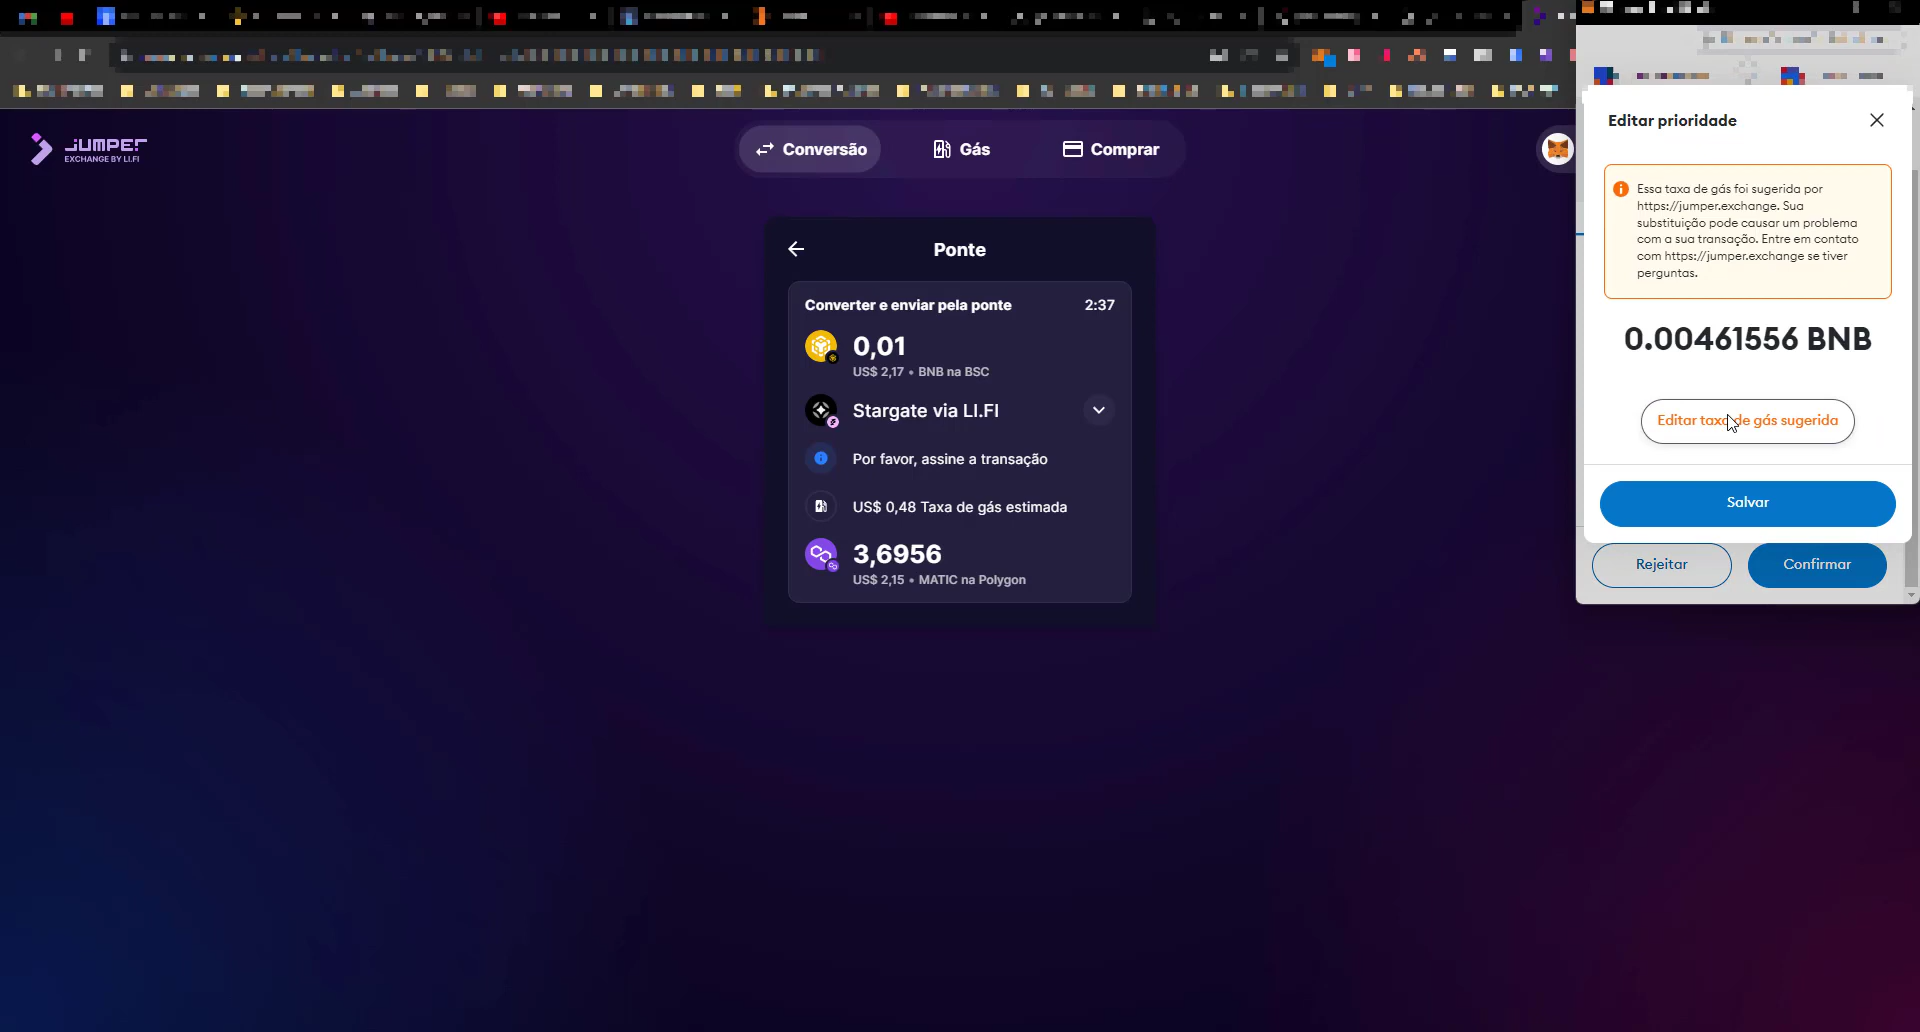 JUMPER
EXCHANGE BY LI.FI
Conversão
Gás
Comprar
Ponte
Converter e enviar pela ponte 2:37
0,01
US$ 2,17 • BNB na BSC
Stargate via LI.FI
Por favor, assine a transação
US$ 0,48 Taxa de gás estimada
3,6956
US$ 2,15 • MATIC na Polygon
Editar prioridade
Essa taxa de gás foi sugerida por
https://jumper.exchange. Sua
substituição pode causar um problema
com a sua transação. Entre em contato
com https://jumper.exchange se tiver
perguntas.
0.00461556 BNB
Editar taxa de gás sugerida
Salvar
Rejeitar
Confirmar